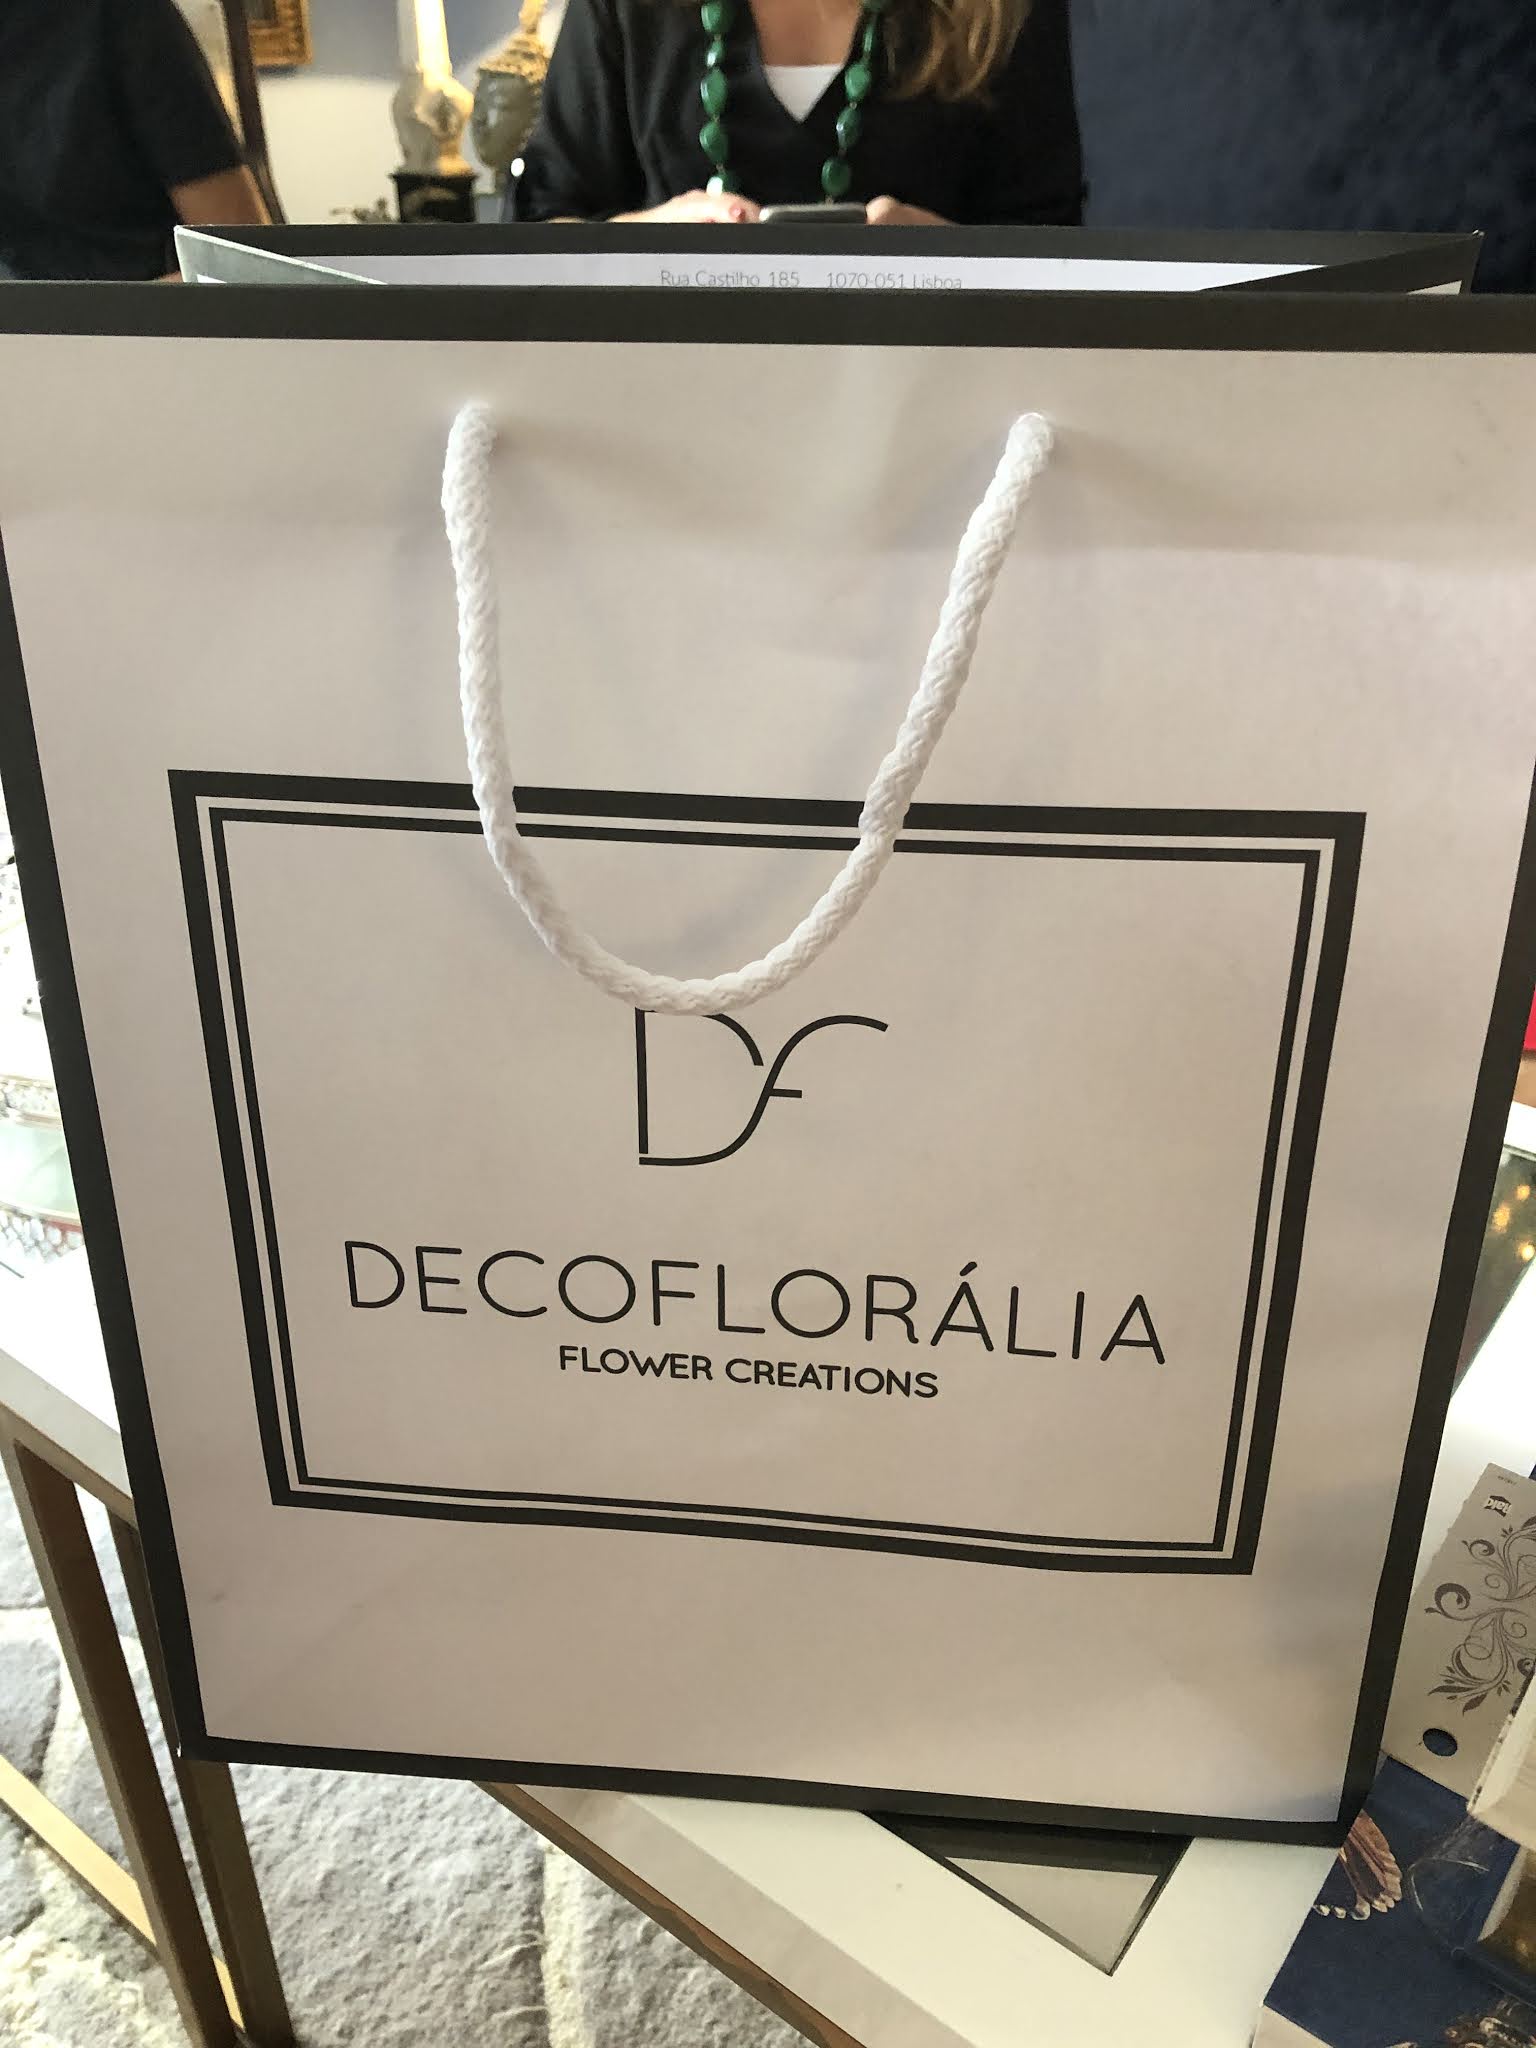 Rua Castilho 185 1070-051 Lisboa
DF
DECOFLORÁLIA
FLOWER CREATIONS